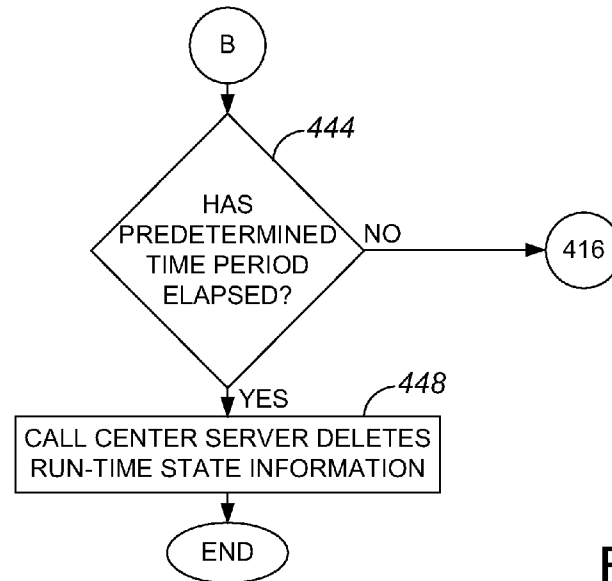 B
444
HAS
PREDETERMINED
TIME PERIOD
ELAPSED?
NO
416
YES
448
CALL CENTER SERVER DELETES
RUN-TIME STATE INFORMATION
END